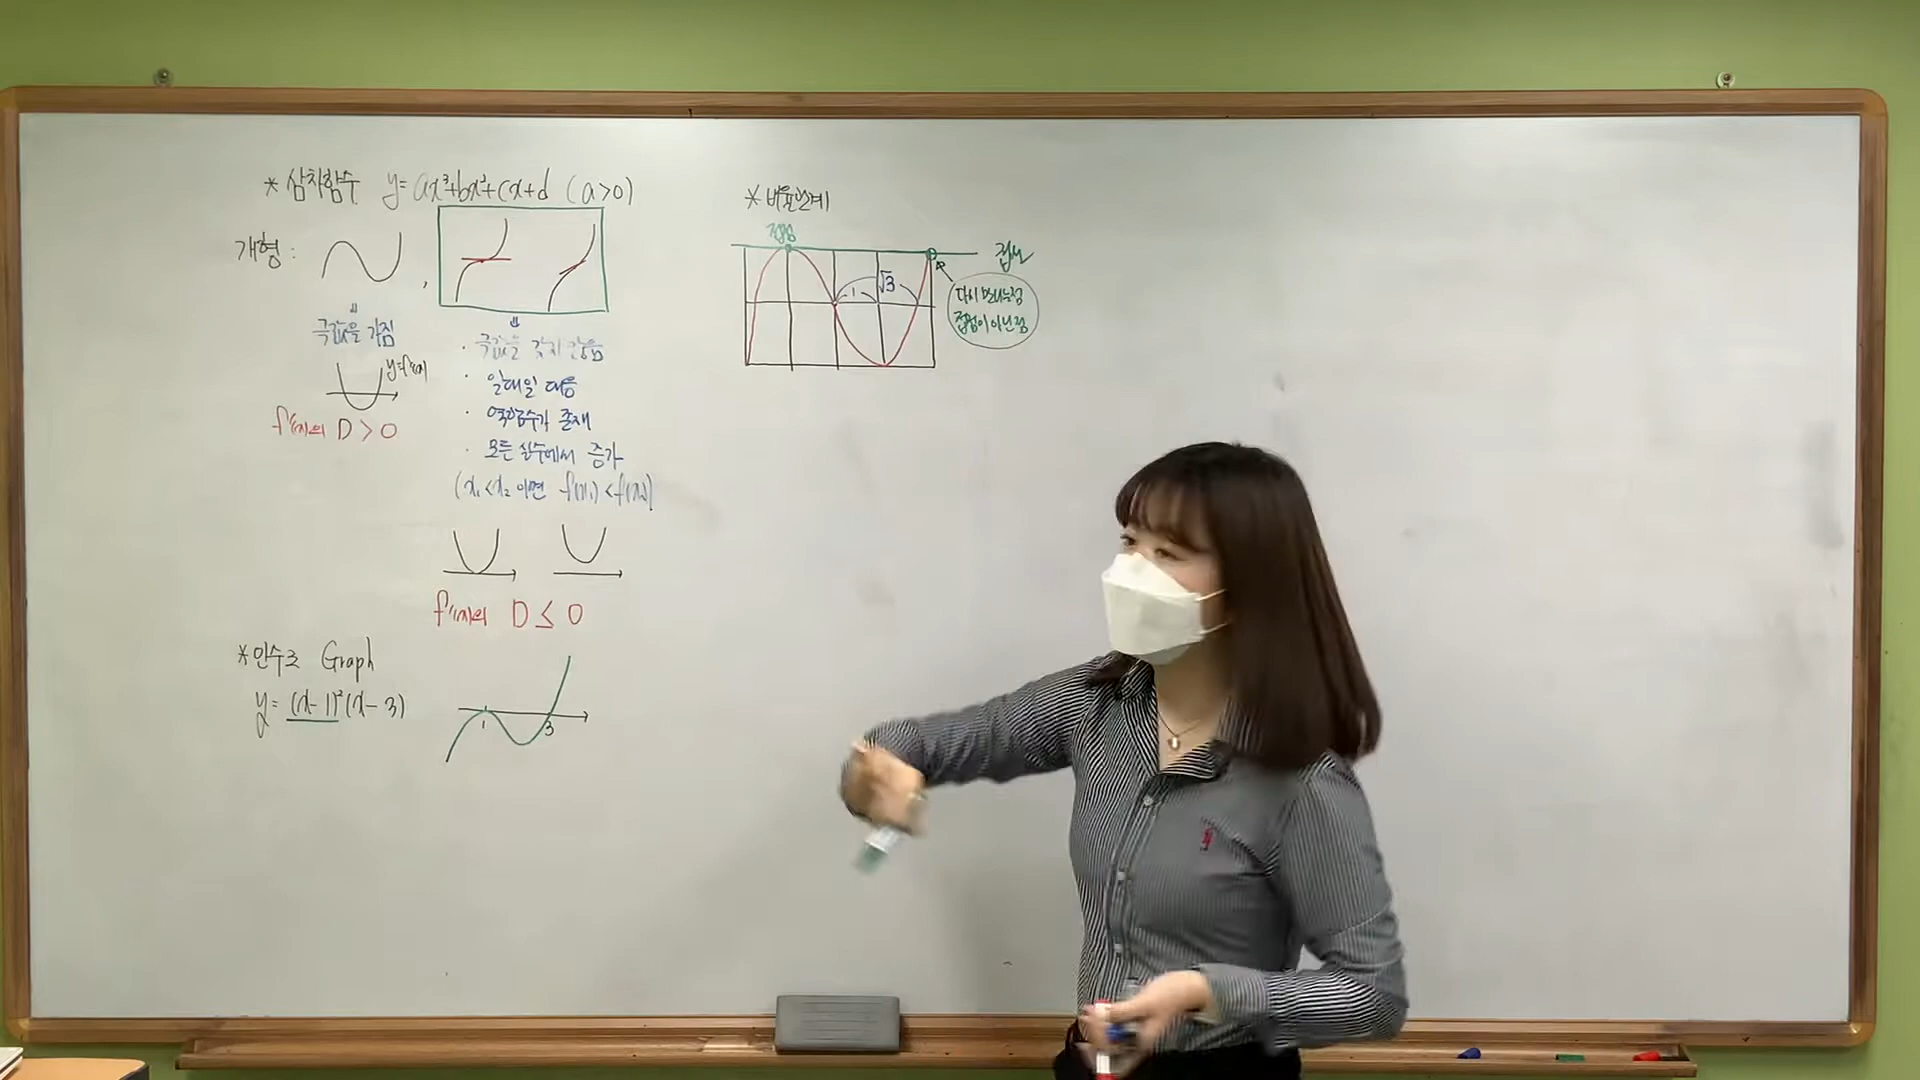 * 삼차함수 y = ax³+bx²+cx+d (a>0)
개형 : ,
⇓
극값을 가짐
y=f'(x)
f'(x)의 D > 0
⇓
· 극값을 갖지 않음
· 일대일 대응
· 역함수가 존재
· 모든 실수에서 증가
(x₁<x₂ 이면 f(x₁)<f(x₂))
f'(x)의 D ≤ 0
* 인수로 Graph
y = (x-1)²(x-3)
1
3
* 비율관계
접점
접선
1
√3
다시 만나는점
접점이 아닌 점